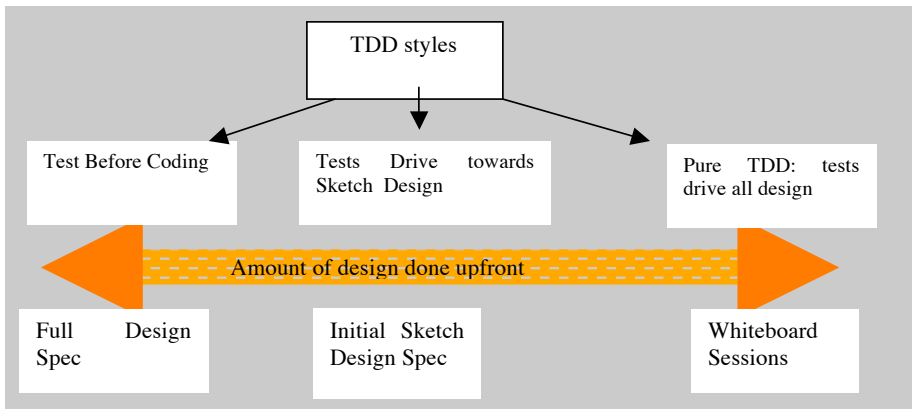 TDD styles
Test Before Coding
Tests Drive towards
Sketch Design
Pure TDD: tests
drive all design
Amount of design done upfront
Full Design
Spec
Initial Sketch
Design Spec
Whiteboard
Sessions